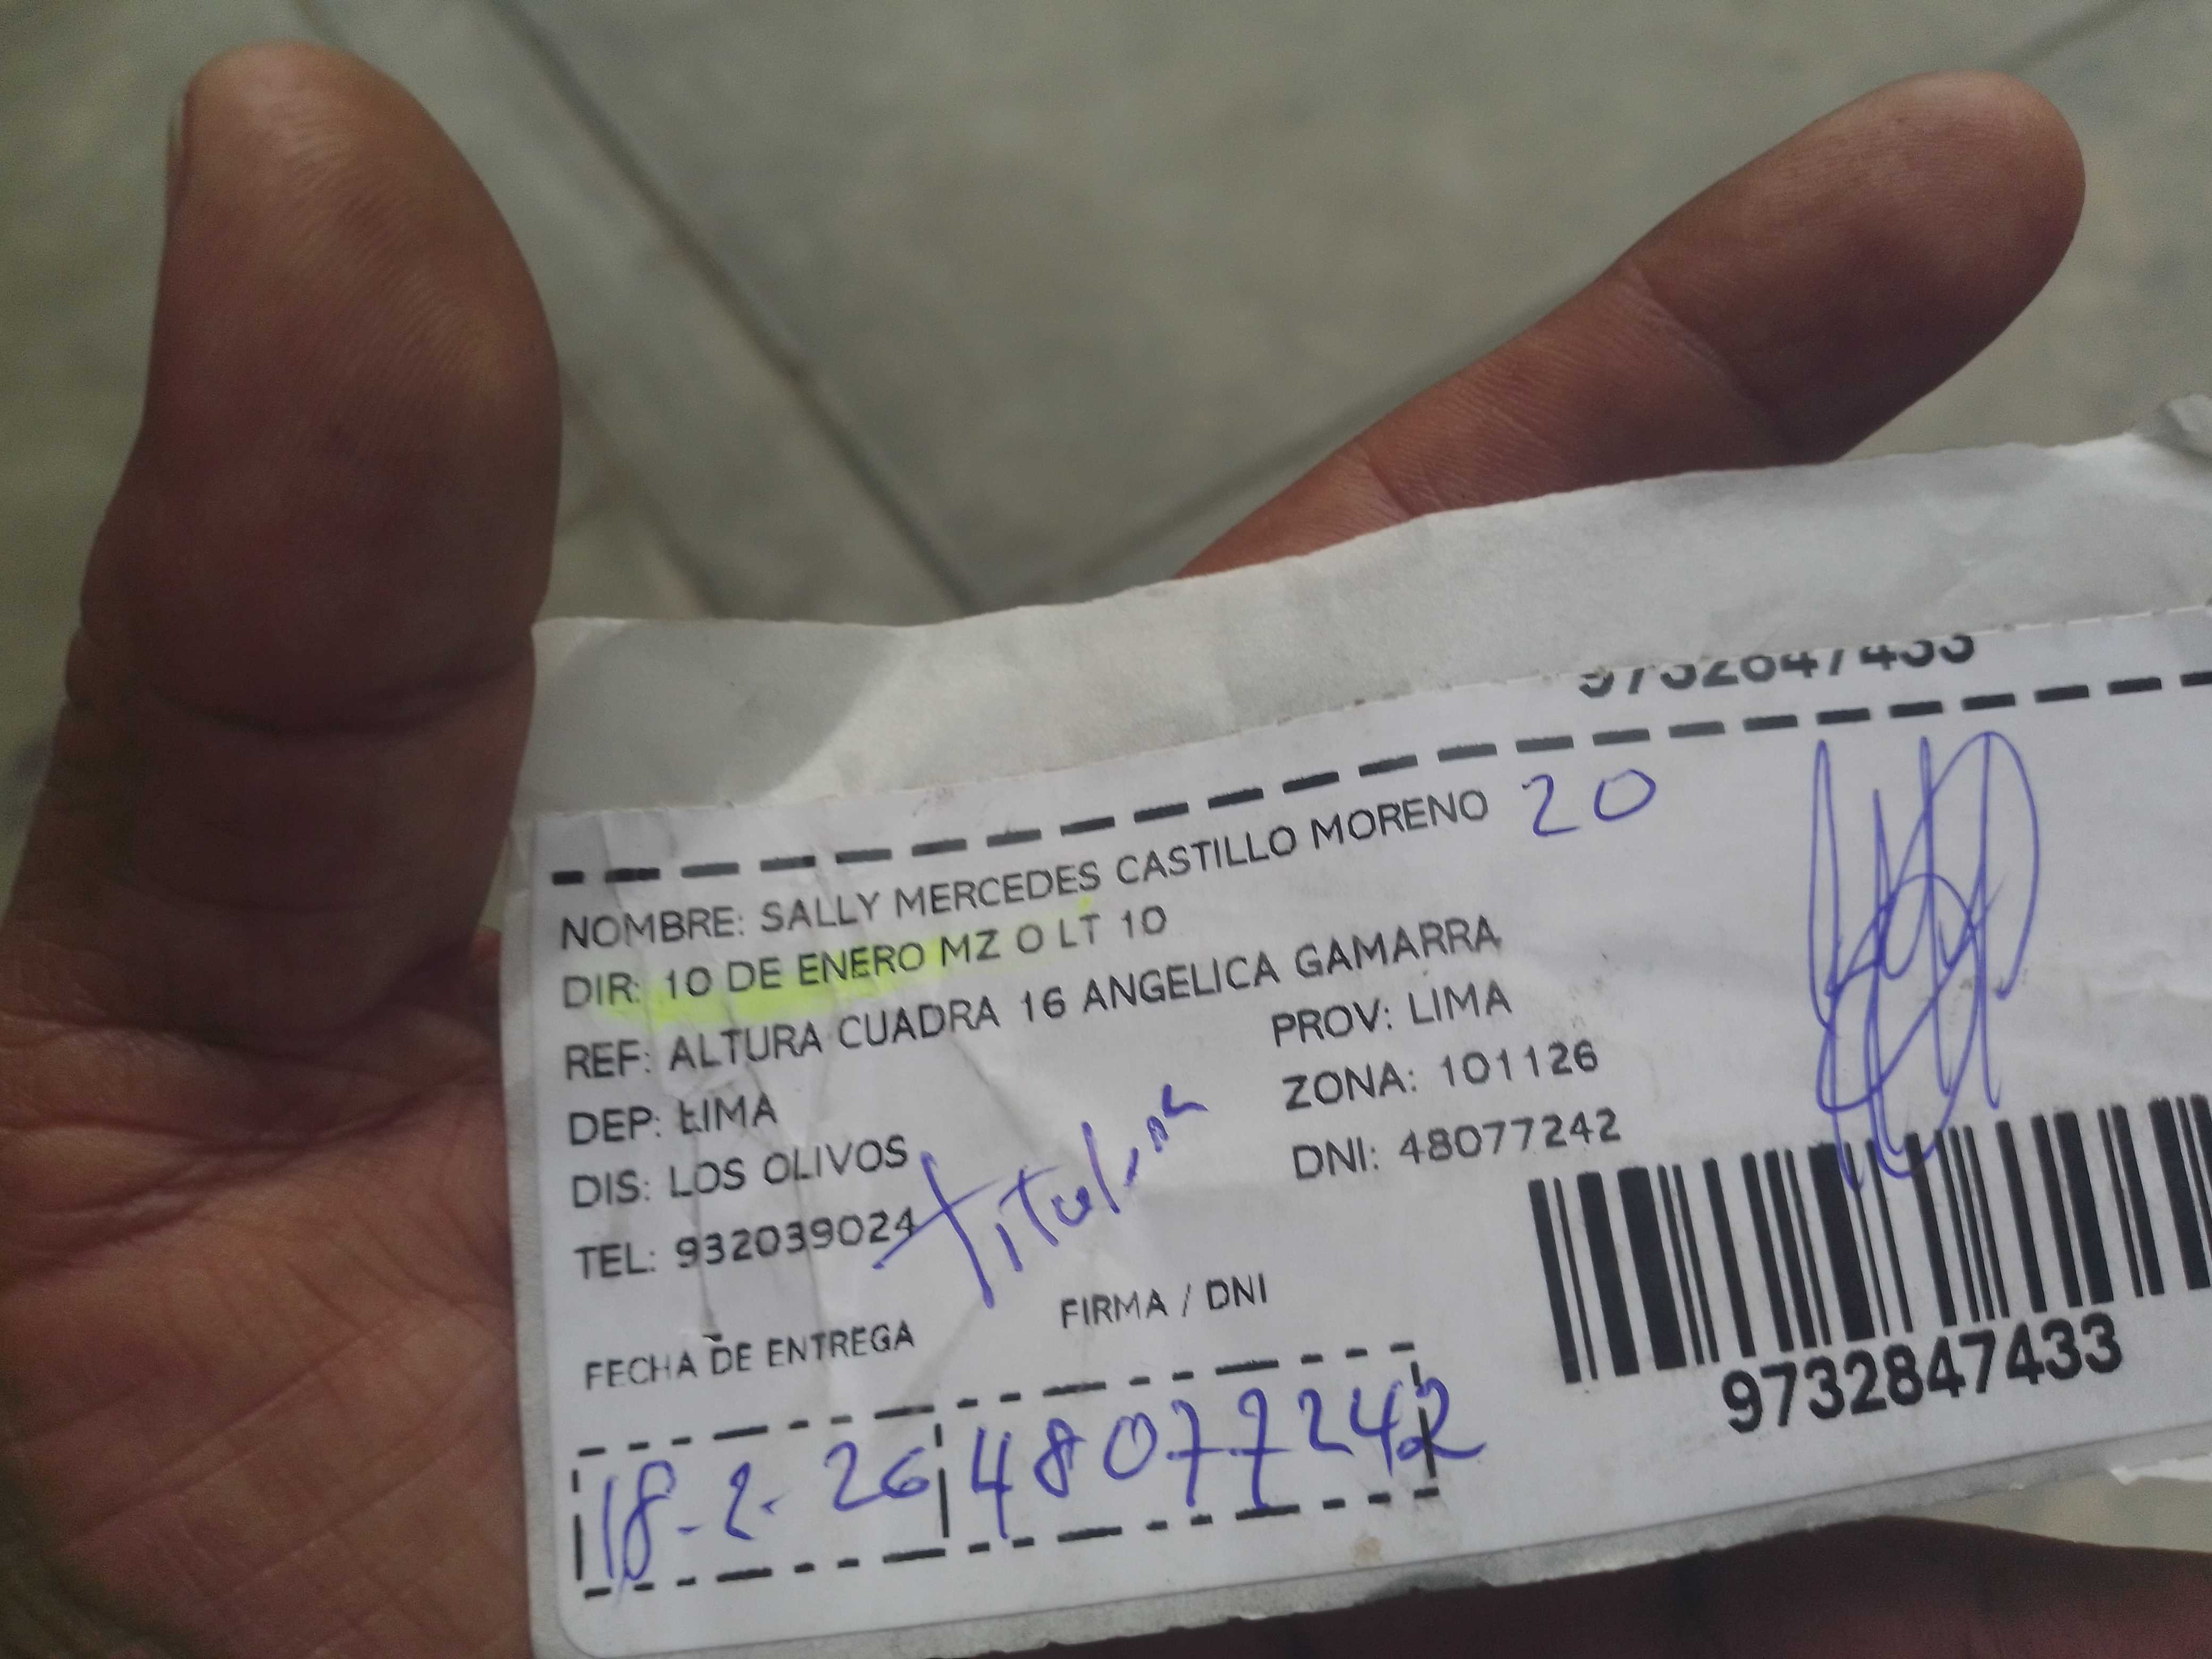 9732847433
NOMBRE: SALLY MERCEDES CASTILLO MORENO 20
DIR: 10 DE ENERO MZ O LT 10
REF: ALTURA CUADRA 16 ANGELICA GAMARRA
DEP: LIMA PROV: LIMA
DIS: LOS OLIVOS ZONA: 101126
TEL: 932039024 DNI: 48077242
Titular
FECHA DE ENTREGA FIRMA / DNI
18-2-26 48077242
9732847433